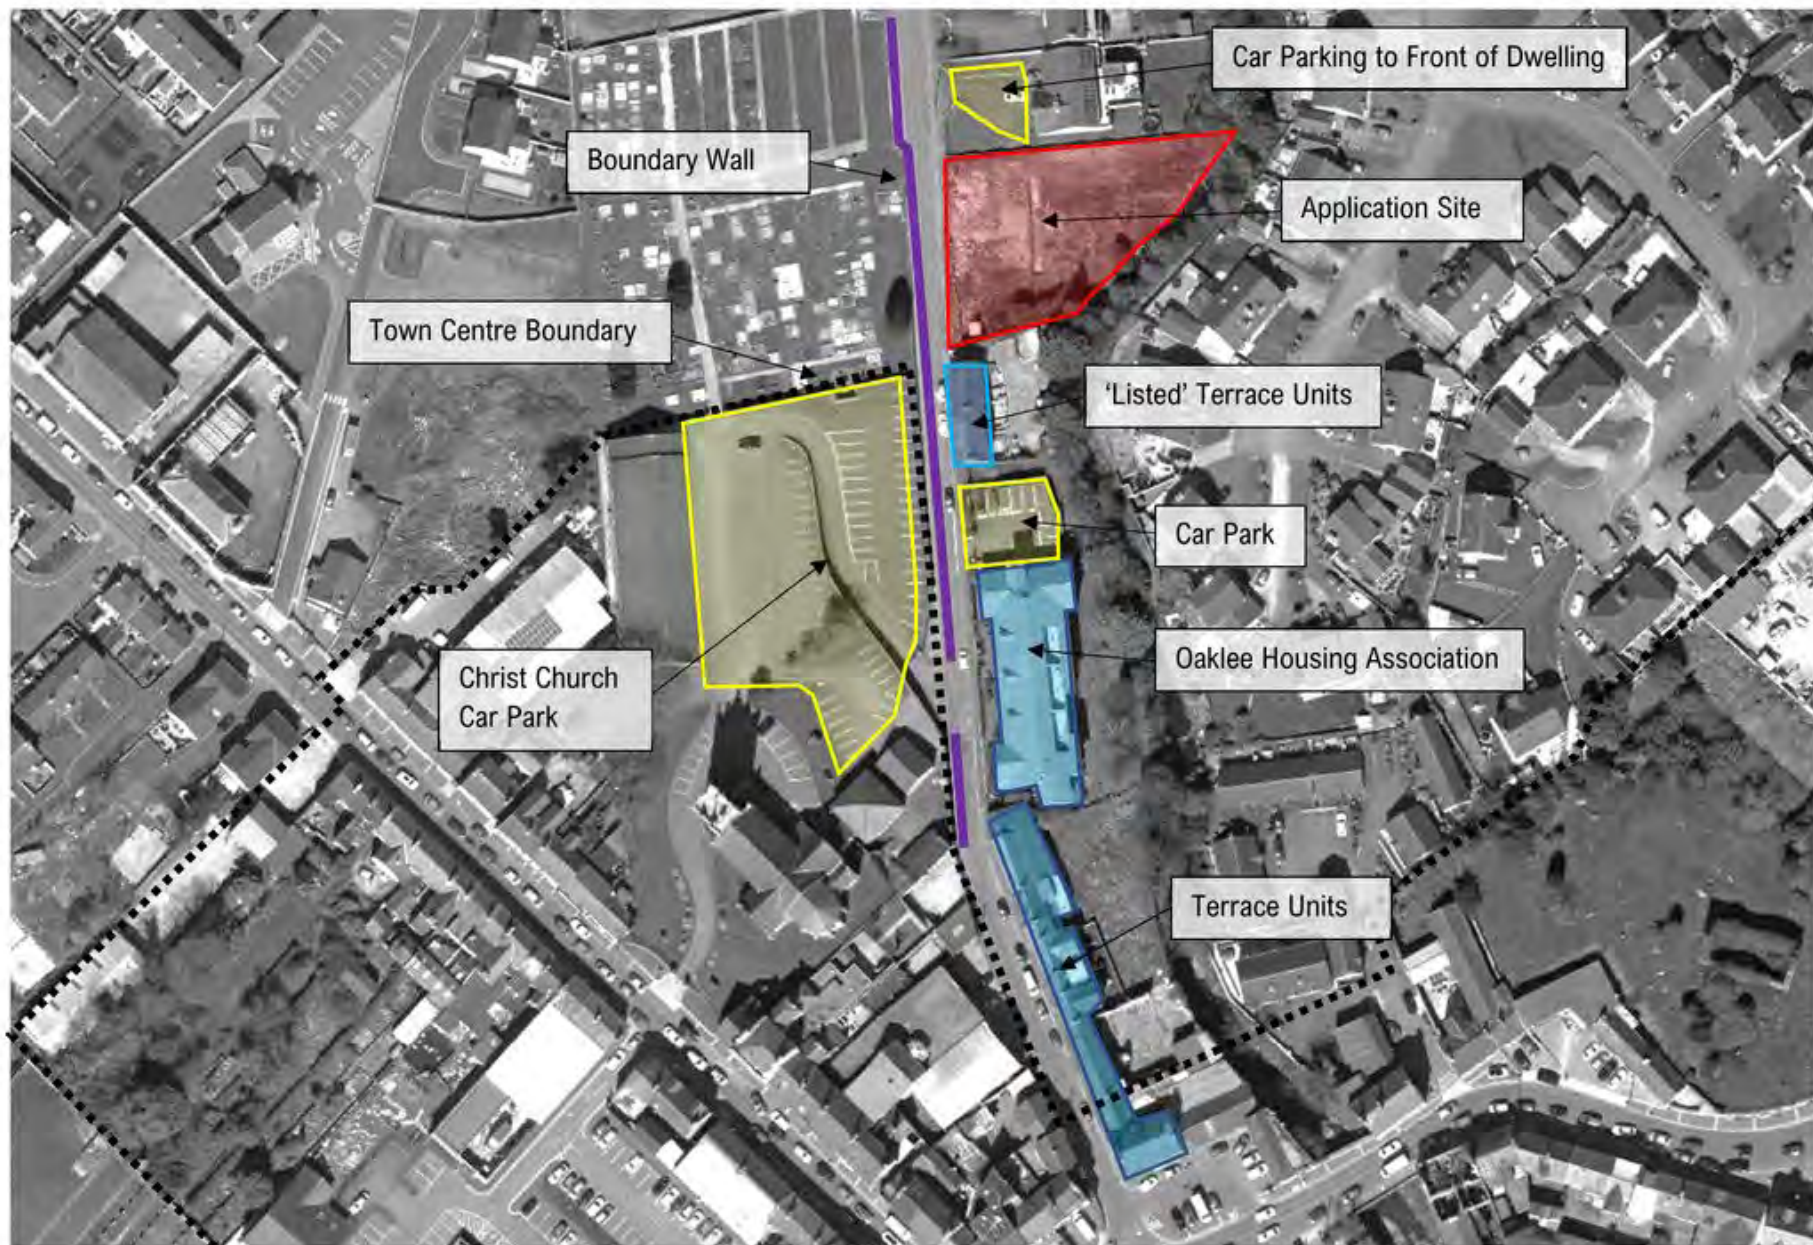 Car Parking to Front of Dwelling
Boundary Wall
Application Site
Town Centre Boundary
‘Listed’ Terrace Units
Car Park
Oaklee Housing Association
Christ Church
Car Park
Terrace Units